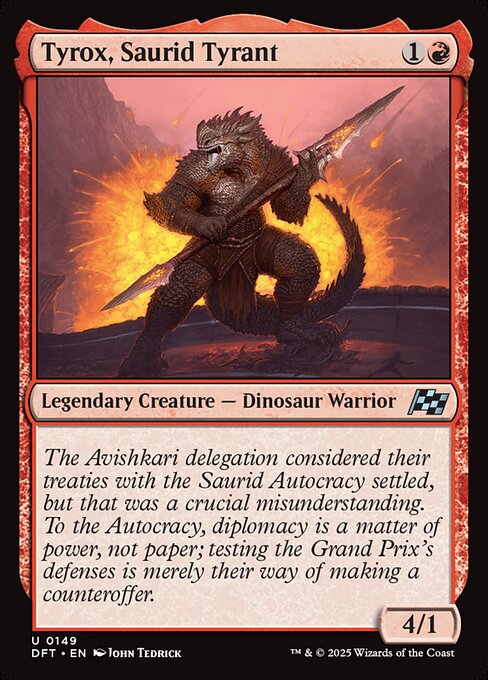 Tyrox, Saurid Tyrant 1
Legendary Creature — Dinosaur Warrior
The Avishkari delegation considered their
treaties with the Saurid Autocracy settled,
but that was a crucial misunderstanding.
To the Autocracy, diplomacy is a matter of
power, not paper; testing the Grand Prix's
defenses is merely their way of making a
counteroffer.
4/1
U 0149
DFT • EN John Tedrick
™ & © 2025 Wizards of the Coast